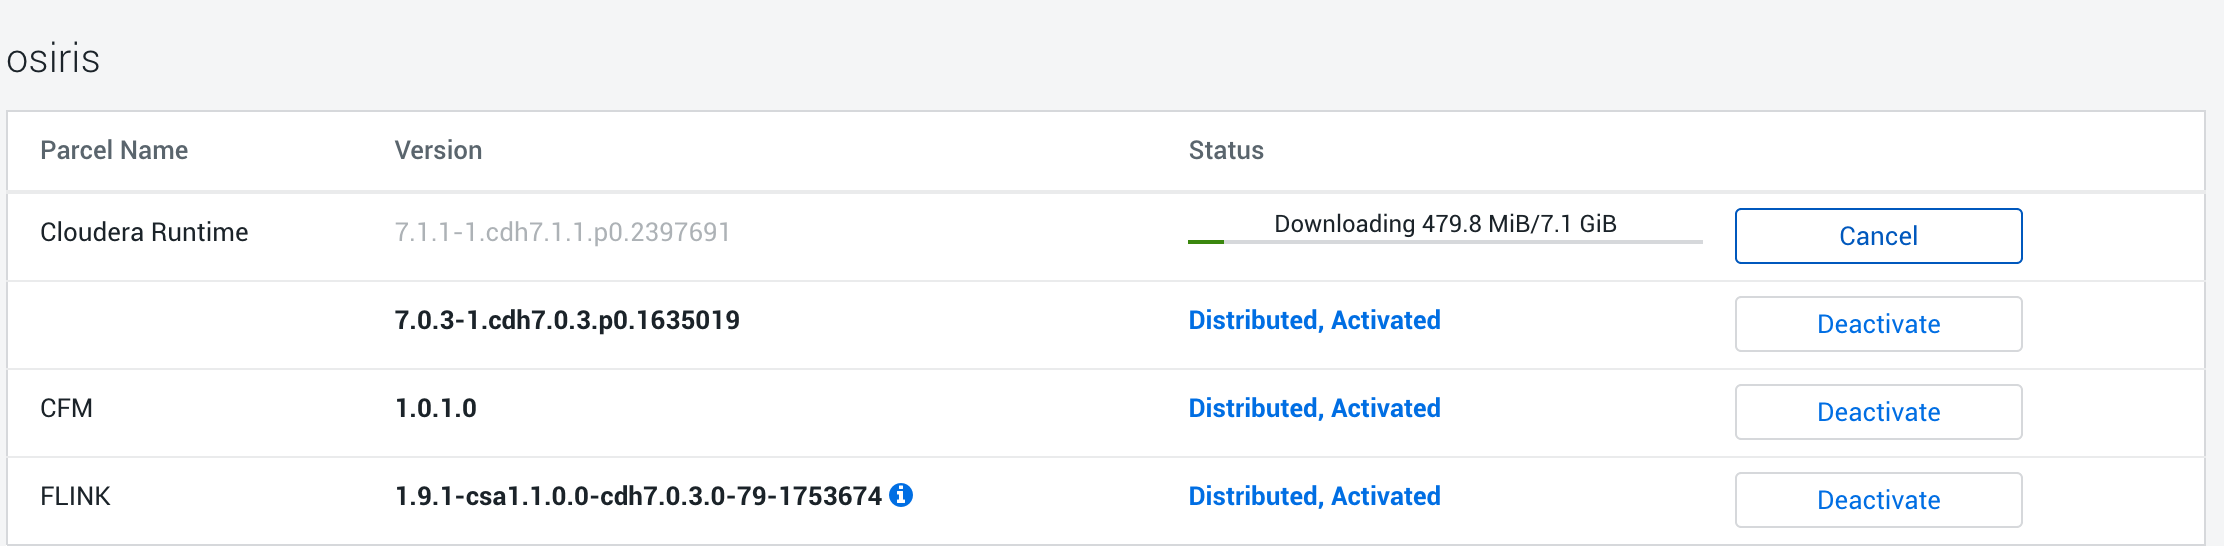 osiris
Parcel Name Version Status
Cloudera Runtime 7.1.1-1.cdh7.1.1.p0.2397691 Downloading 479.8 MiB/7.1 GiB Cancel
7.0.3-1.cdh7.0.3.p0.1635019 Distributed, Activated Deactivate
CFM 1.0.1.0 Distributed, Activated Deactivate
FLINK 1.9.1-csa1.1.0.0-cdh7.0.3.0-79-1753674 Distributed, Activated Deactivate